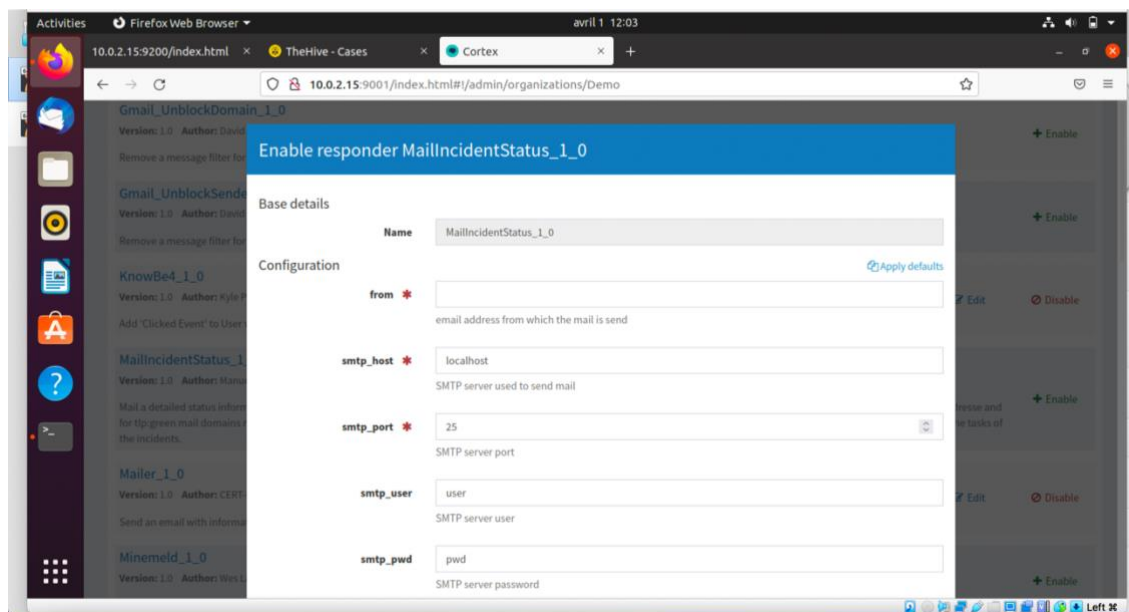 Activities Firefox Web Browser avril 1 12:03
10.0.2.15:9200/index.html × TheHive - Cases × Cortex × +
10.0.2.15:9001/index.html#!/admin/organizations/Demo
Gmail_UnblockDomain_1_0
Version: 1.0 Author: David
Enable
Remove a message filter for
Enable responder MailIncidentStatus_1_0
Gmail_UnblockSende
Version: 1.0 Author: David
Enable
Remove a message filter for
Base details
Name MailIncidentStatus_1_0
Configuration Apply defaults
KnowBe4_1_0
Version: 1.0 Author: Kyle P
Edit Disable
Add 'Clicked Event' to User
from *
email address from which the mail is send
MailIncidentStatus_1
Version: 1.0 Author: Manu
Enable
Mail a detailed status inform
adresse and
for tlp:green mail domains
tasks of
the incidents.
smtp_host * localhost
SMTP server used to send mail
smtp_port * 25
SMTP server port
Mailer_1_0
Version: 1.0 Author: CERT
Edit Disable
Send an email with informa
smtp_user user
SMTP server user
smtp_pwd pwd
SMTP server password
Minemeld_1_0
Version: 1.0 Author: Wes L
Enable
Left ⌘